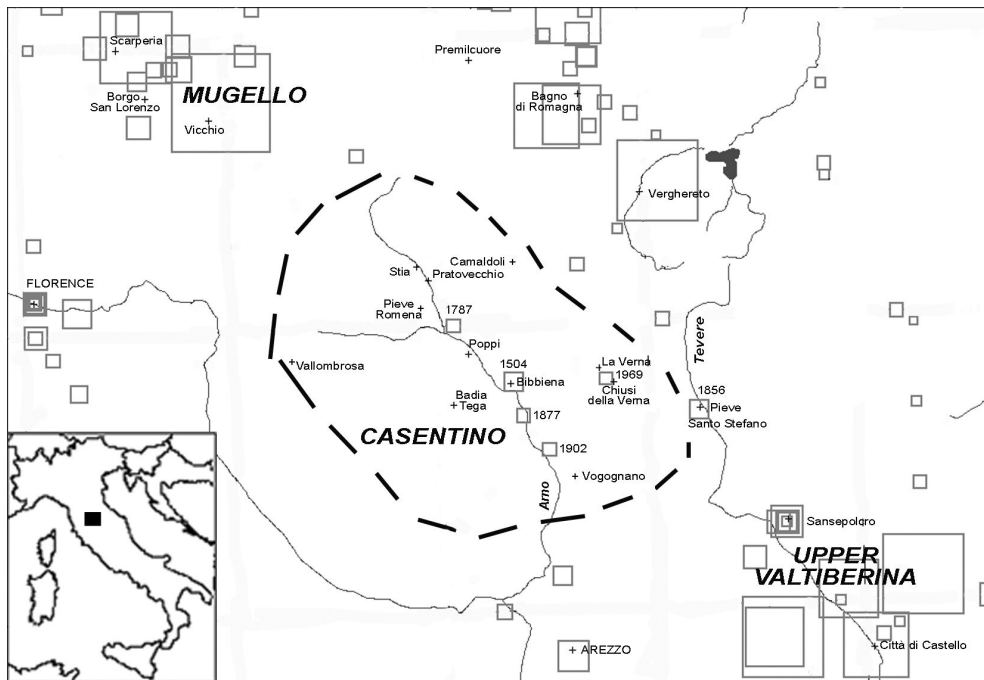 Scarperia
Premilcuore
MUGELLO
Borgo
San Lorenzo
Vicchio
Bagno
di Romagna
Verghereto
Camaldoli
Stia
Pratovecchio
FLORENCE
Pieve
Romena
1787
Tevere
Poppi
Vallombrosa
La Verna
1504
1969
Bibbiena
Chiusi
della Verna
1856
Badia
Tega
Pieve
Santo Stefano
1877
CASENTINO
1902
Vogognano
Arno
Sansepolcro
UPPER
VALTIBERINA
AREZZO
Città di Castello